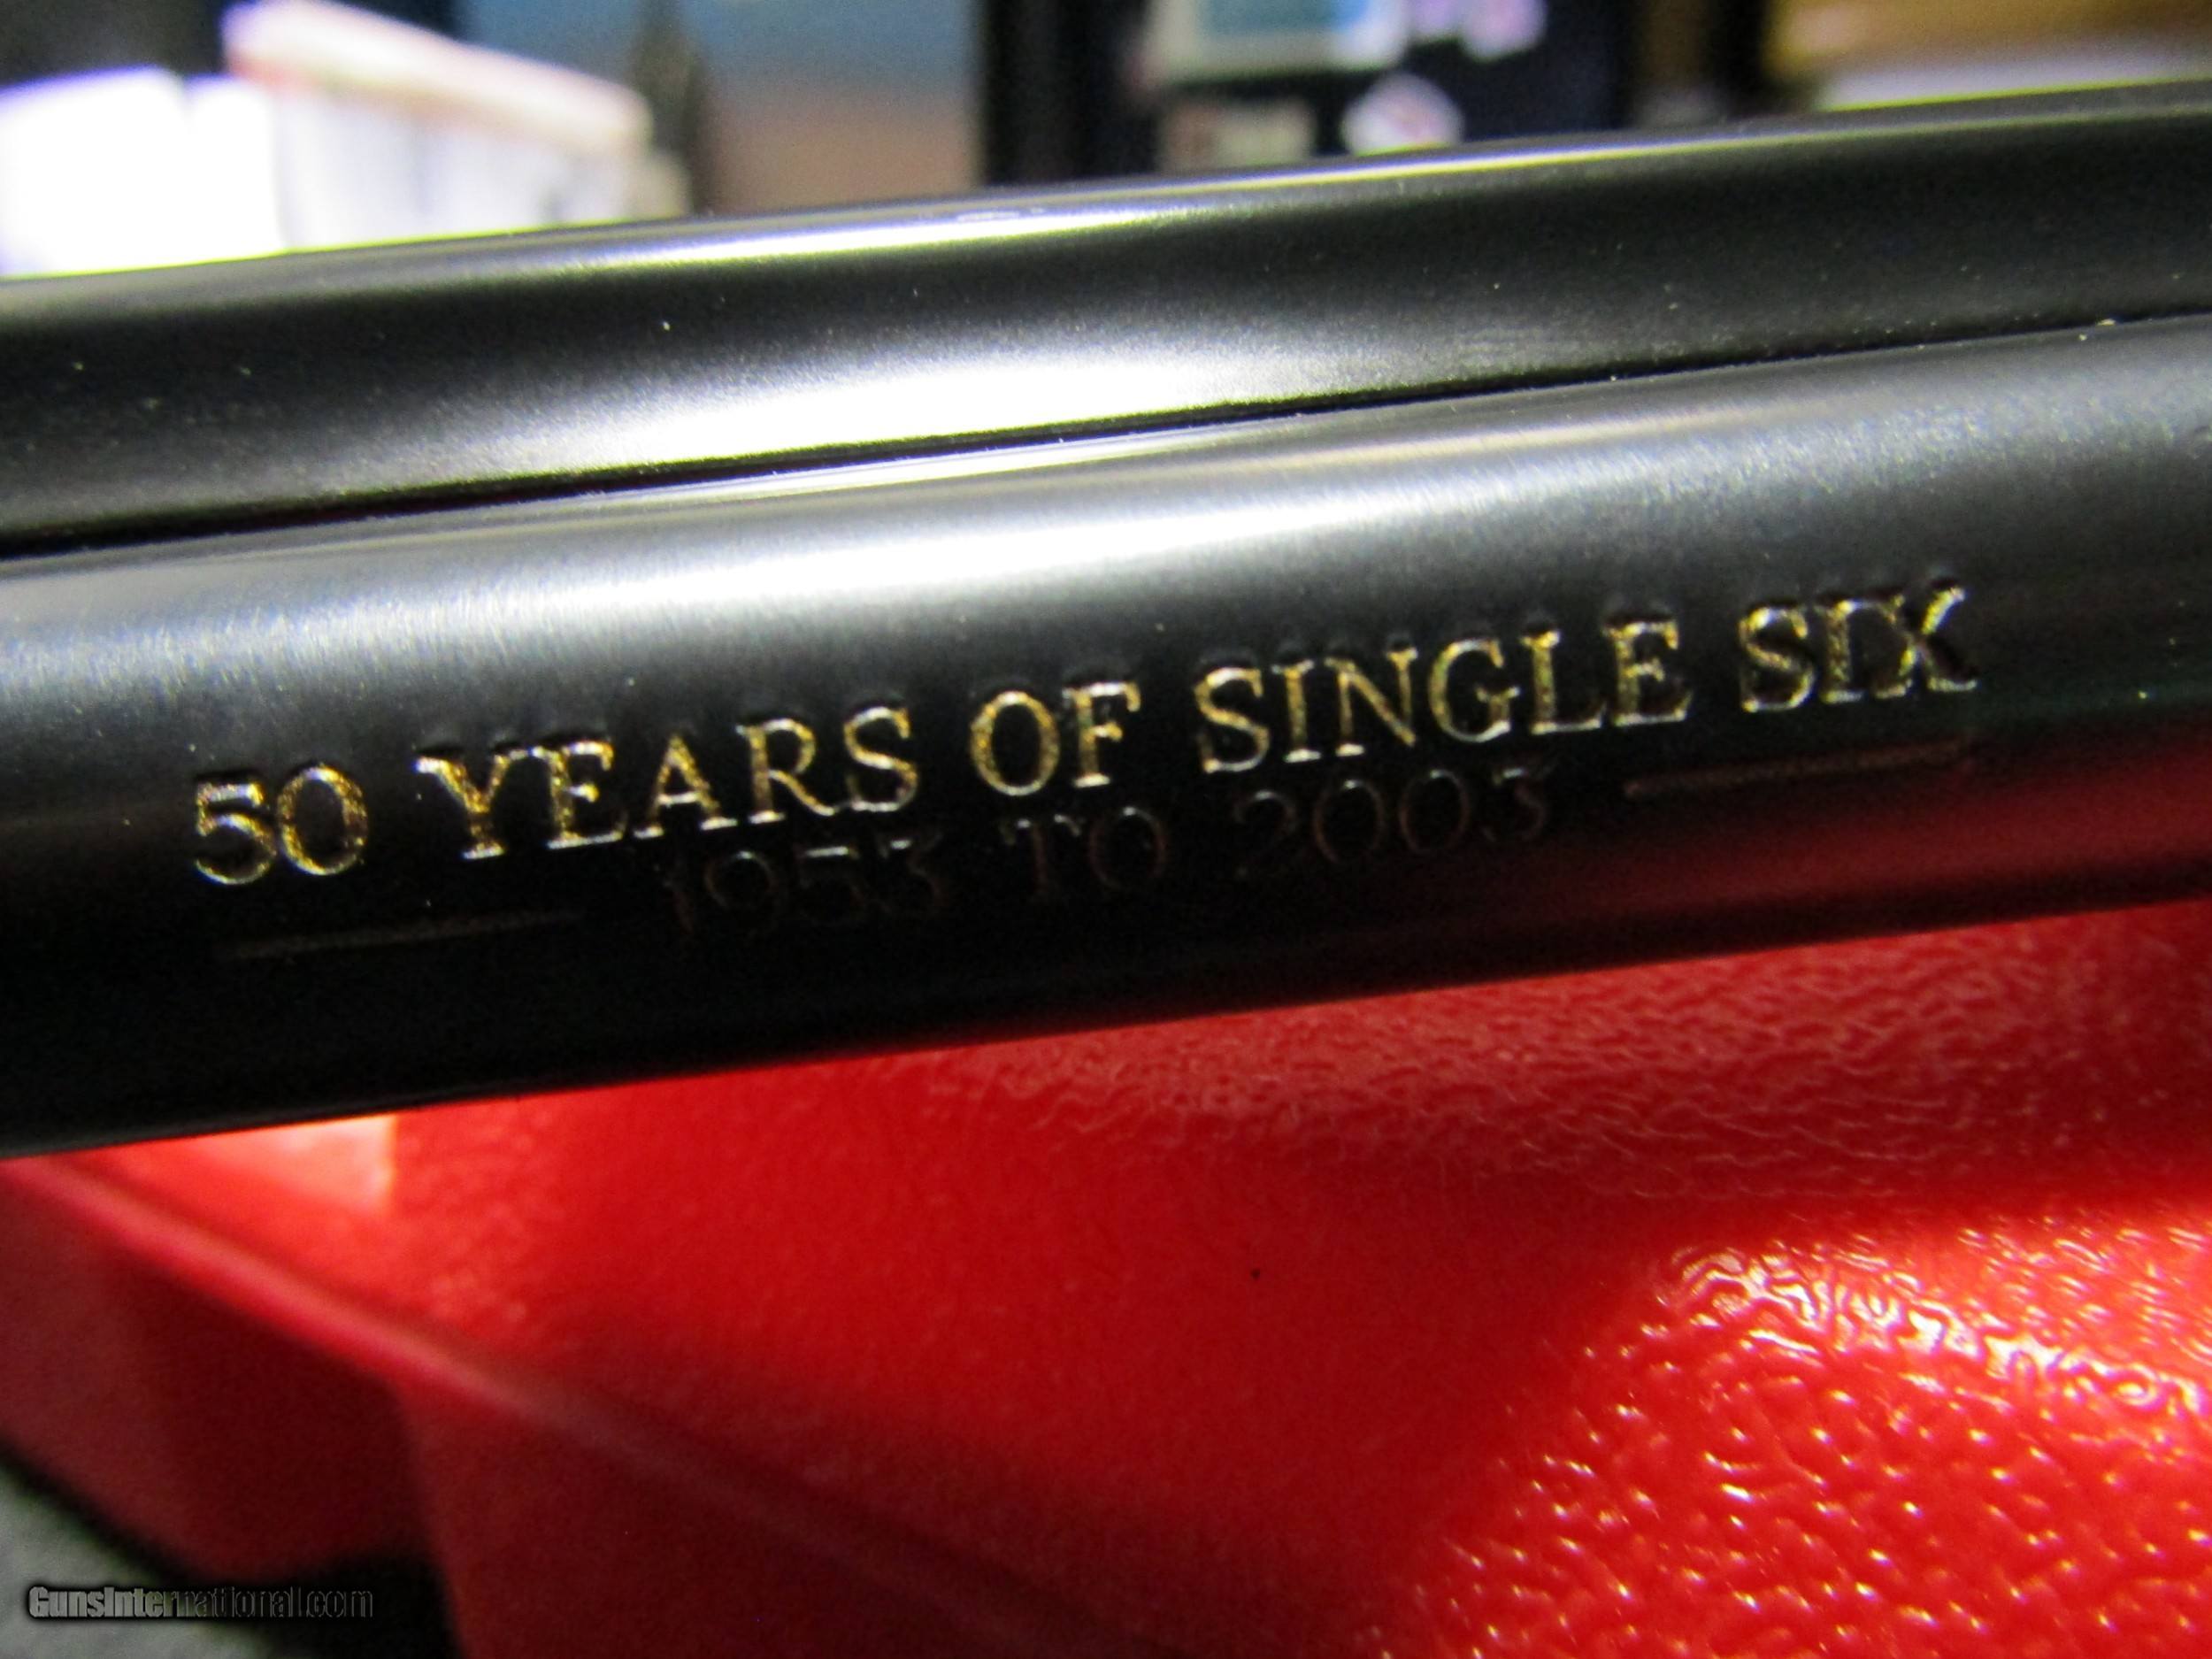 50 YEARS OF SINGLE SIX
1953 TO 2003
GunsInternational.com